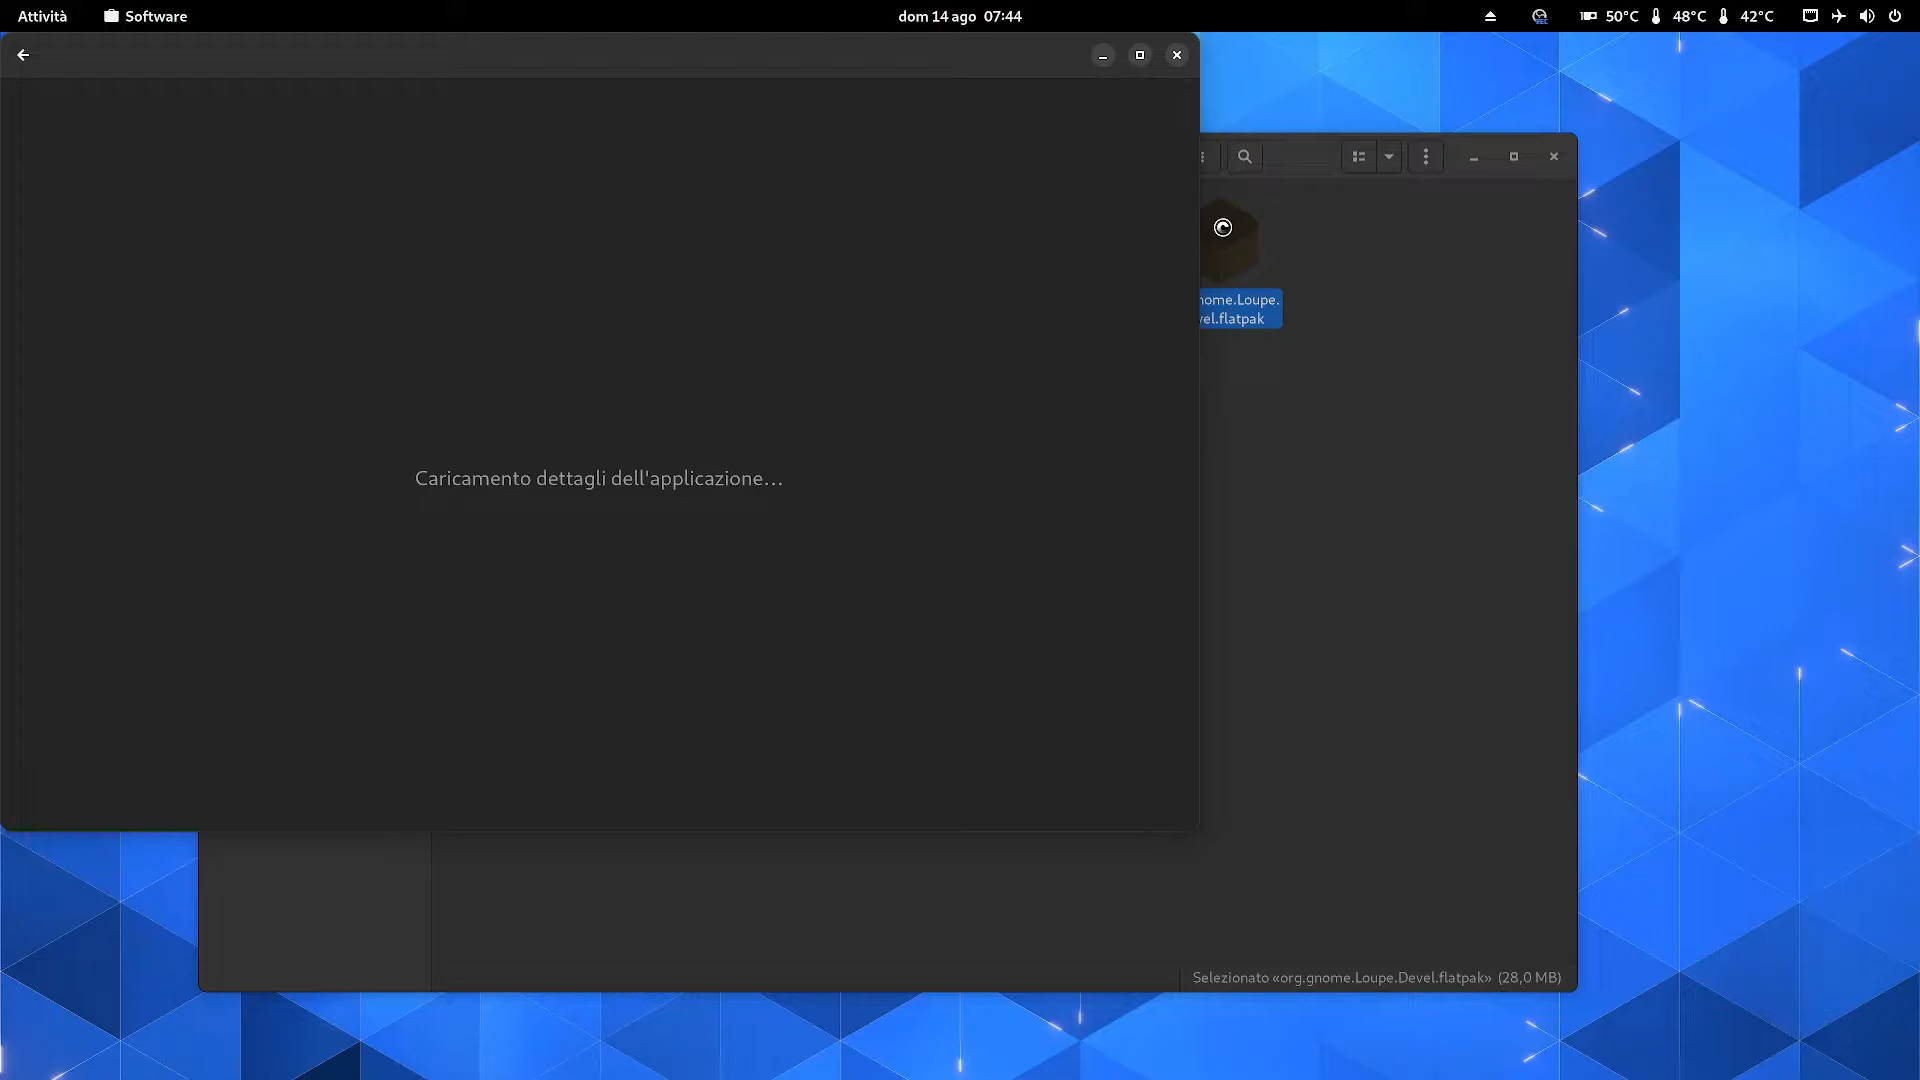 Attività Software dom 14 ago 07:44 50°C 48°C 42°C
Caricamento dettagli dell'applicazione…
nome.Loupe.
vel.flatpak
Selezionato «org.gnome.Loupe.Devel.flatpak» (28,0 MB)